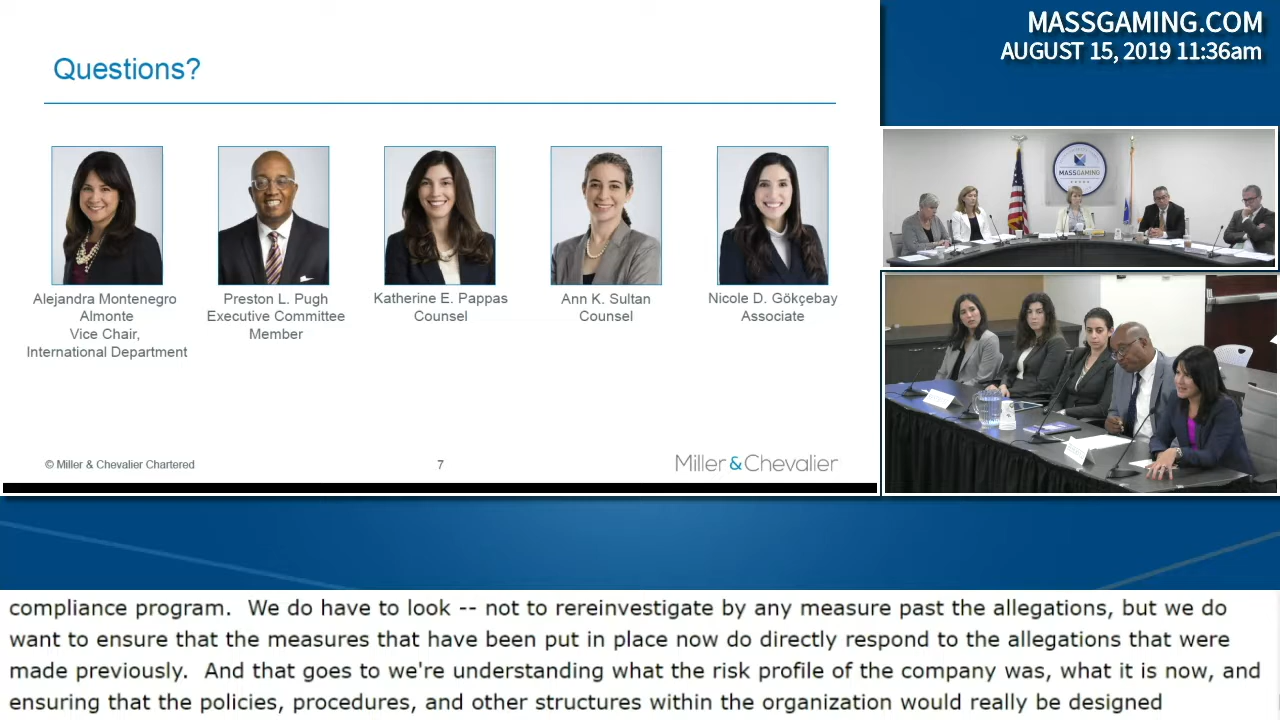 MASSGAMING.COM
AUGUST 15, 2019 11:36am
Questions?
Alejandra Montenegro
Almonte
Vice Chair,
International Department
Preston L. Pugh
Executive Committee
Member
Katherine E. Pappas
Counsel
Ann K. Sultan
Counsel
Nicole D. Gökçebay
Associate
© Miller & Chevalier Chartered
7
Miller&Chevalier
MASSGAMING
compliance program.  We do have to look -- not to rereinvestigate by any measure past the allegations, but we do
want to ensure that the measures that have been put in place now do directly respond to the allegations that were
made previously.  And that goes to we're understanding what the risk profile of the company was, what it is now, and
ensuring that the policies, procedures, and other structures within the organization would really be designed